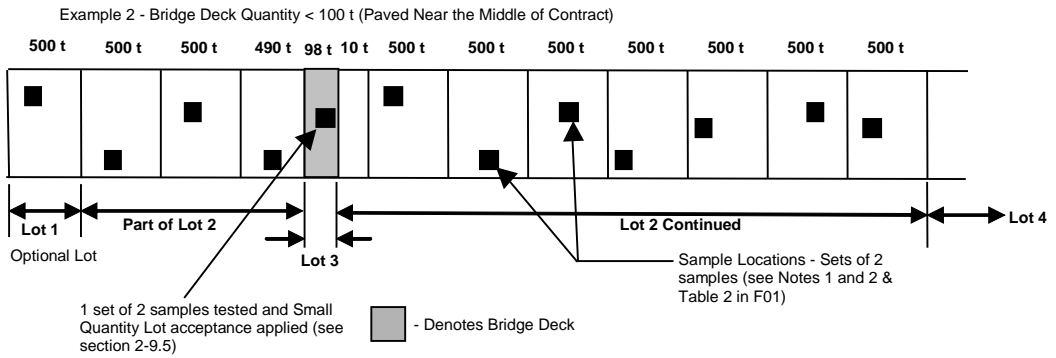 Example 2 - Bridge Deck Quantity < 100 t (Paved Near the Middle of Contract)
500 t 500 t 500 t 490 t 98 t 10 t 500 t 500 t 500 t 500 t 500 t 500 t 500 t
Lot 1
Part of Lot 2
Lot 2 Continued
Lot 4
Optional Lot
Lot 3
Sample Locations - Sets of 2
samples (see Notes 1 and 2 &
Table 2 in F01)
1 set of 2 samples tested and Small
Quantity Lot acceptance applied (see
section 2-9.5)
- Denotes Bridge Deck